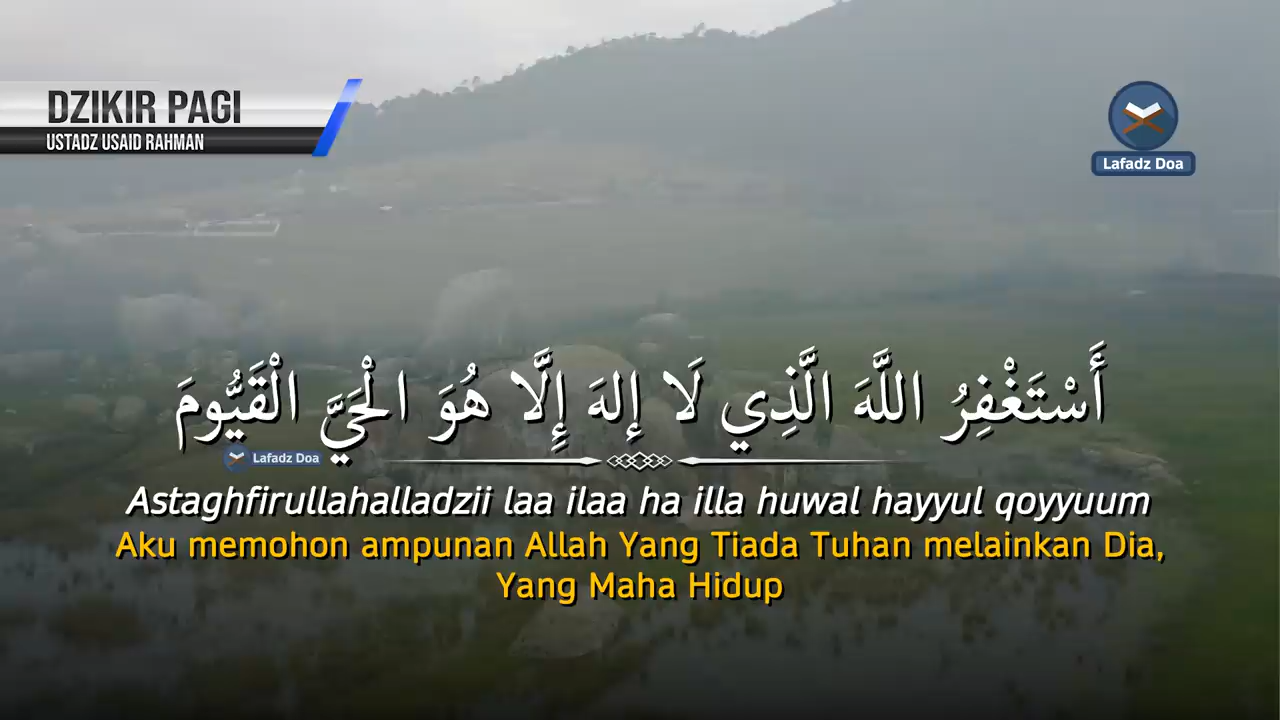 DZIKIR PAGI
USTADZ USAID RAHMAN
Lafadz Doa
أَسْتَغْفِرُ اللَّهَ الَّذِي لَا إِلهَ إِلَّا هُوَ الْحَيَّ الْقَيُّومَ
Lafadz Doa
Astaghfirullahalladzii laa ilaa ha illa huwal hayyul qoyyuum
Aku memohon ampunan Allah Yang Tiada Tuhan melainkan Dia,
Yang Maha Hidup